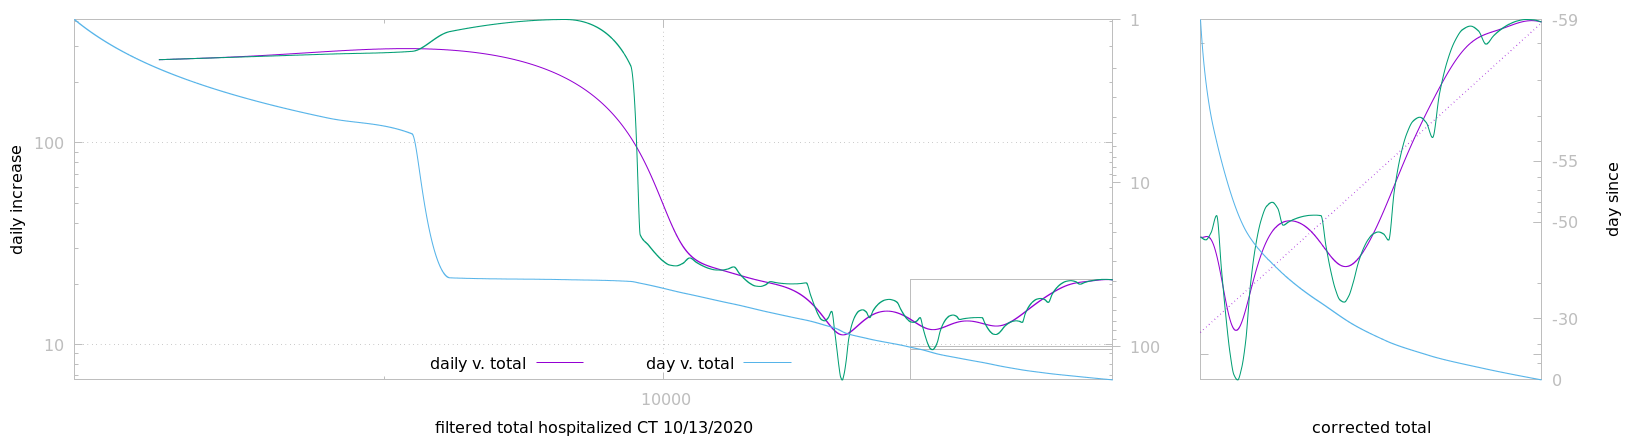 daily increase
100
10
10000
filtered total hospitalized CT 10/13/2020
daily v. total
day v. total
1
10
100
-59
-55
-50
-30
0
day since
corrected total